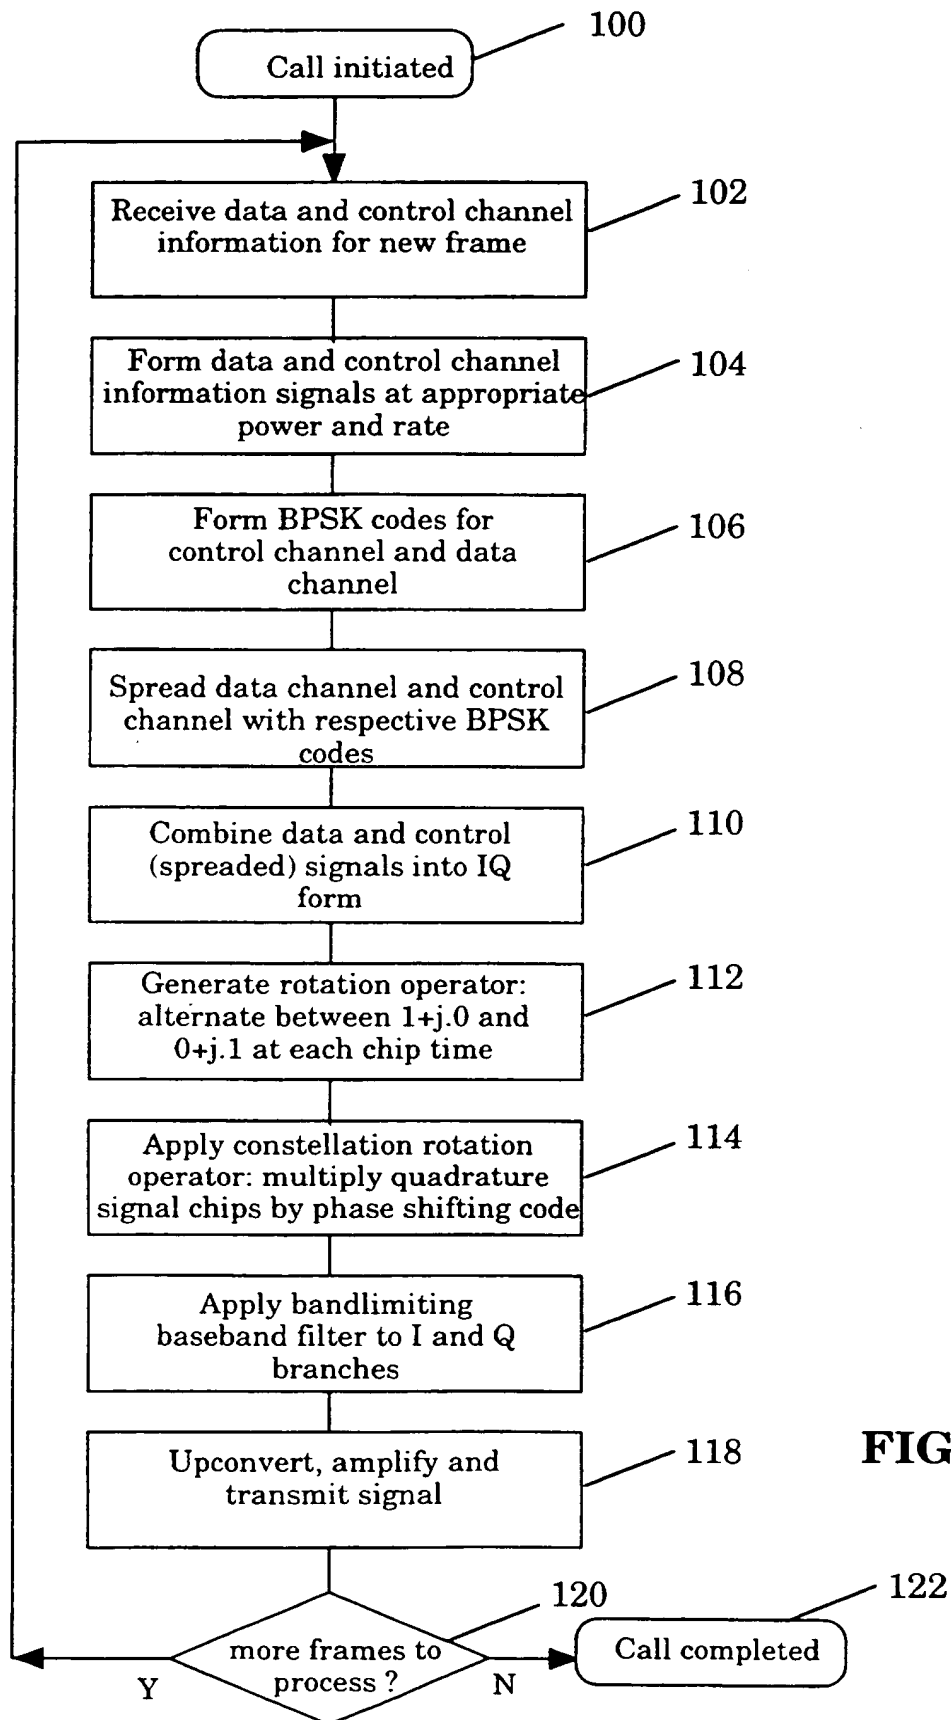 100
Call initiated
102
Receive data and control channel
information for new frame
104
Form data and control channel
information signals at appropriate
power and rate
106
Form BPSK codes for
control channel and data
channel
108
Spread data channel and control
channel with respective BPSK
codes
110
Combine data and control
(spreaded) signals into IQ
form
112
Generate rotation operator:
alternate between 1+j.0 and
0+j.1 at each chip time
114
Apply constellation rotation
operator: multiply quadrature
signal chips by phase shifting code
116
Apply bandlimiting
baseband filter to I and Q
branches
118
Upconvert, amplify and
transmit signal
FIG
120
122
more frames to
process ?
Call completed
Y
N